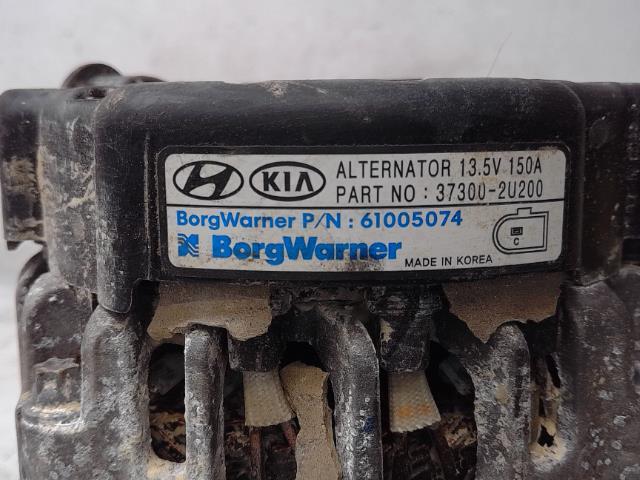 KIA ALTERNATOR 13.5V 150A
PART NO : 37300-2U200
BorgWarner P/N : 61005074
BorgWarner
C
MADE IN KOREA